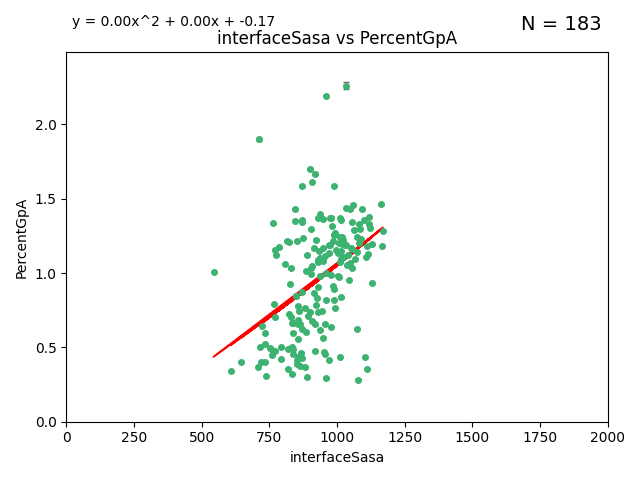 y = 0.00x^2 + 0.00x + -0.17
N = 183
interfaceSasa vs PercentGpA
PercentGpA
2.0
1.5
1.0
0.5
0.0
0 250 500 750 1000 1250 1500 1750 2000
interfaceSasa